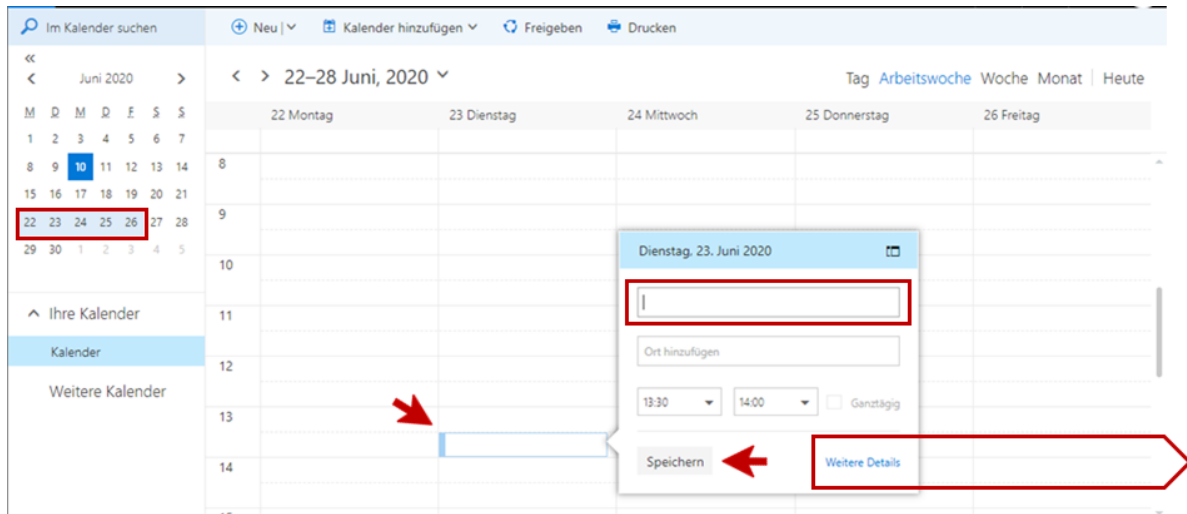 Im Kalender suchen
Neu
Kalender hinzufügen
Freigeben
Drucken
Juni 2020
M D M D F S S
1 2 3 4 5 6 7
8 9 10 11 12 13 14
15 16 17 18 19 20 21
22 23 24 25 26 27 28
29 30 1 2 3 4 5
Ihre Kalender
Kalender
Weitere Kalender
22–28 Juni, 2020
Tag Arbeitswoche Woche Monat | Heute
22 Montag 23 Dienstag 24 Mittwoch 25 Donnerstag 26 Freitag
8
9
10
11
12
13
14
Dienstag, 23. Juni 2020
Ort hinzufügen
13:30 14:00 Ganztägig
Speichern Weitere Details